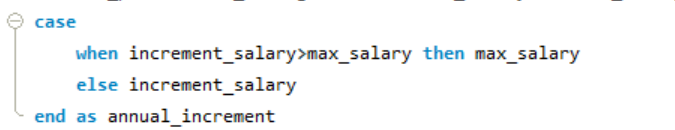 case
when increment_salary>max_salary then max_salary
else increment_salary
end as annual_increment